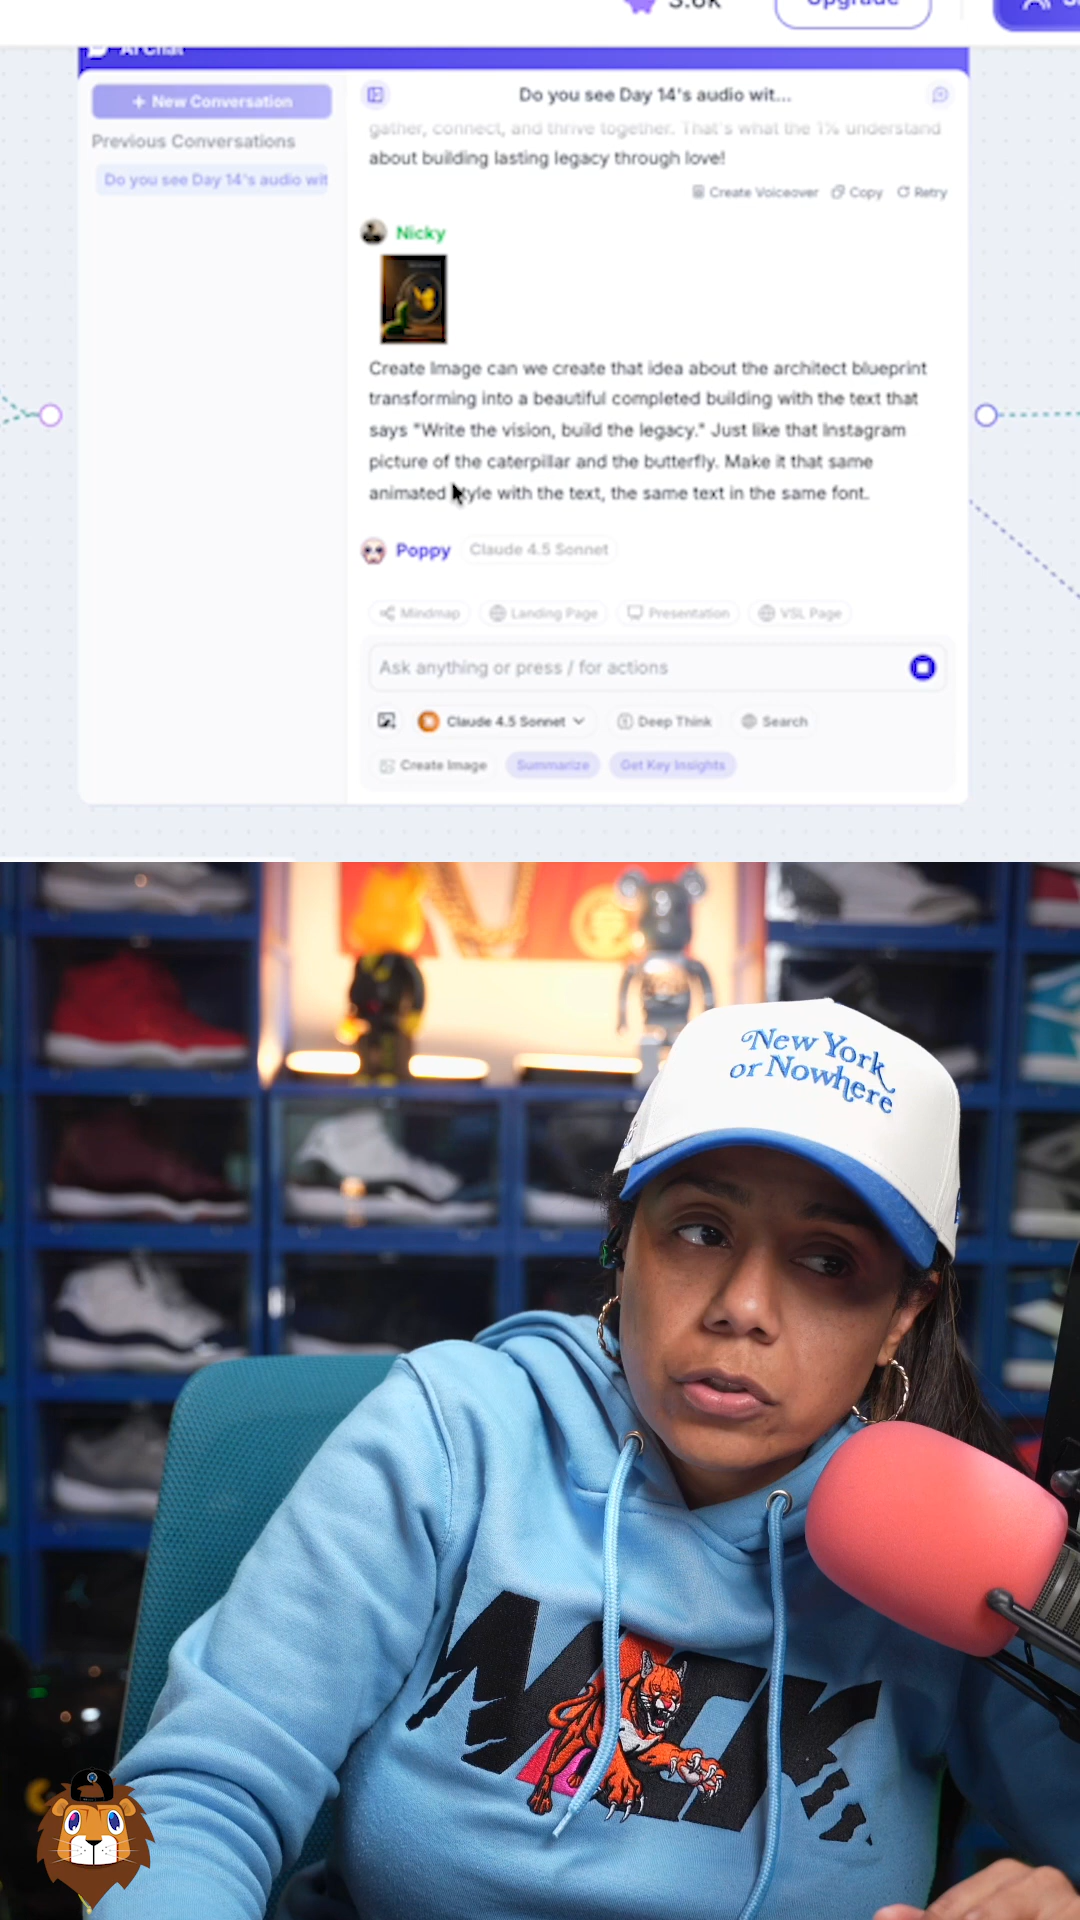 3.6k
Upgrade
AI Chat
+ New Conversation
Do you see Day 14's audio wit...
Previous Conversations
Do you see Day 14's audio wit
gather, connect, and thrive together. That's what the 1% understand
about building lasting legacy through love!
Create Voiceover Copy Retry
Nicky
Create Image can we create that idea about the architect blueprint
transforming into a beautiful completed building with the text that
says "Write the vision, build the legacy." Just like that Instagram
picture of the caterpillar and the butterfly. Make it that same
animated style with the text, the same text in the same font.
Poppy Claude 4.5 Sonnet
Mindmap Landing Page Presentation VSL Page
Ask anything or press / for actions
Claude 4.5 Sonnet Deep Think Search
Create Image Summarize Get Key Insights
New York
or Nowhere